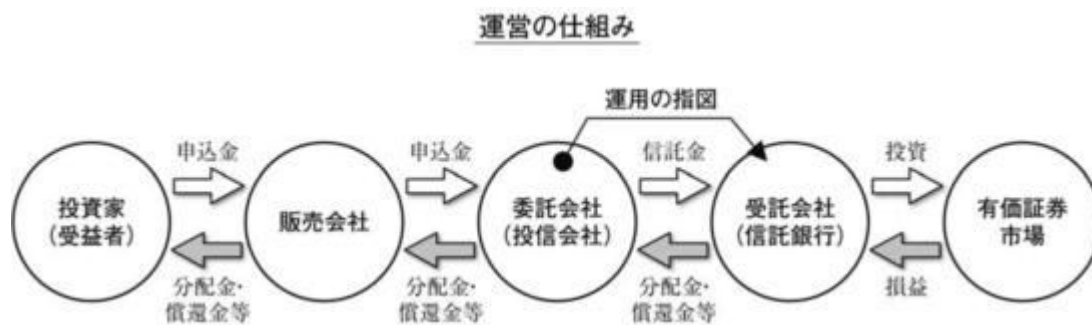 運営の仕組み
運用の指図
申込金
申込金
信託金
投資
投資家
(受益者)
販売会社
委託会社
(投信会社)
受託会社
(信託銀行)
有価証券
市場
分配金・
償還金等
分配金・
償還金等
分配金・
償還金等
損益